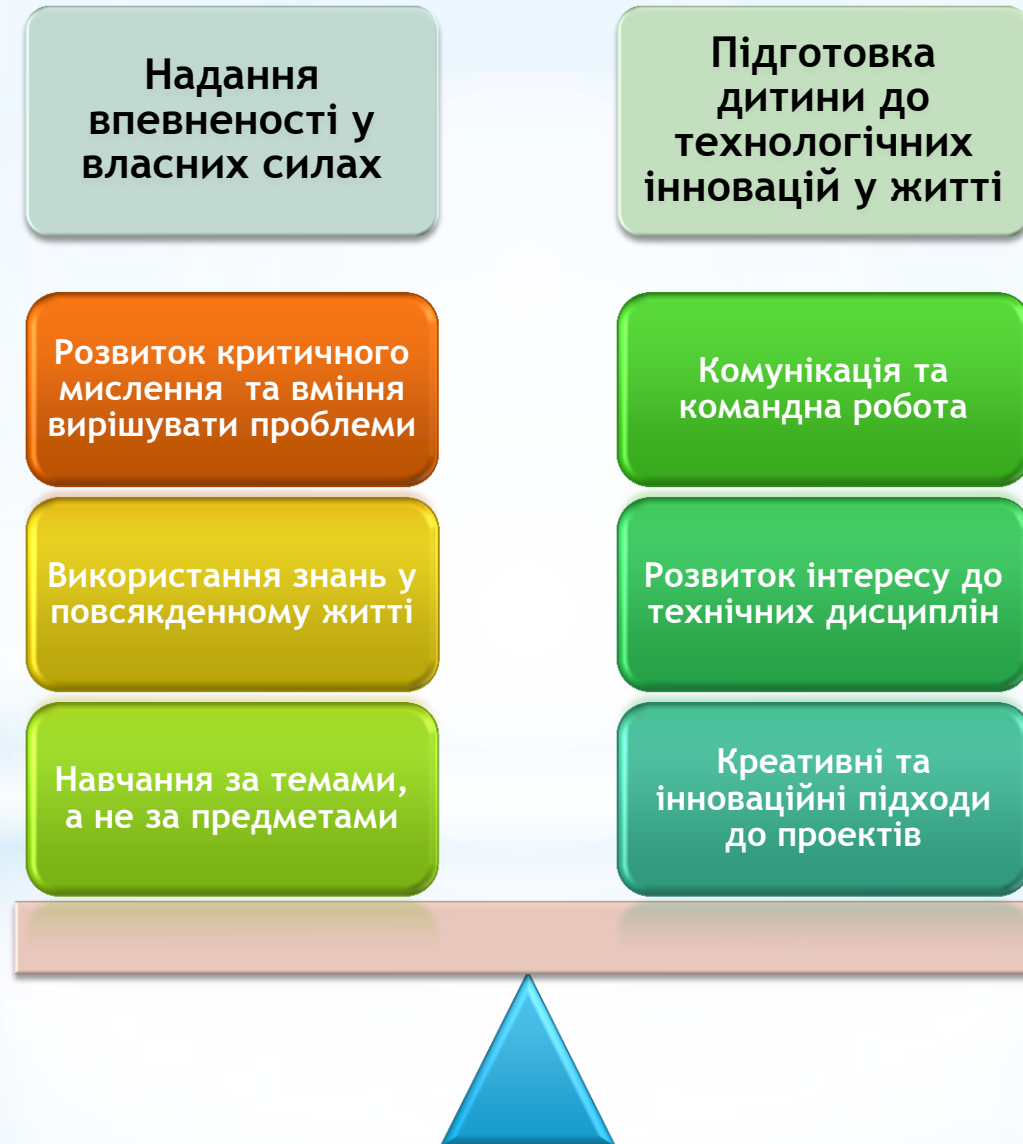 Надання
впевненості у
власних силах
Підготовка
дитини до
технологічних
інновацій у житті
Розвиток критичного
мислення та вміння
вирішувати проблеми
Комунікація та
командна робота
Використання знань у
повсякденному житті
Розвиток інтересу до
технічних дисциплін
Навчання за темами,
а не за предметами
Креативні та
інноваційні підходи
до проектів